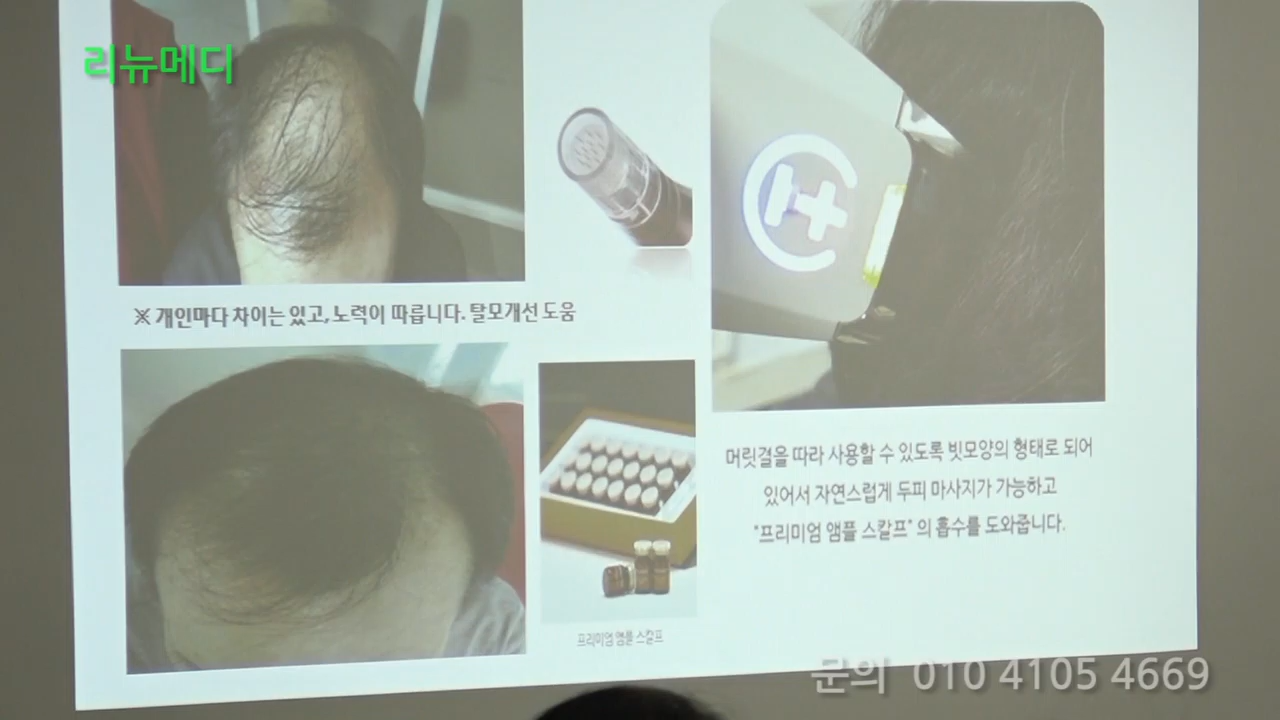 리뉴메디
※ 개인마다 차이는 있고, 노력이 따릅니다. 탈모개선 도움
머릿결을 따라 사용할 수 있도록 빗모양의 형태로 되어
있어서 자연스럽게 두피 마사지가 가능하고
"프리미엄 앰플 스칼프" 의 흡수를 도와줍니다.
프리미엄 앰플 스칼프
문의 010 4105 4669